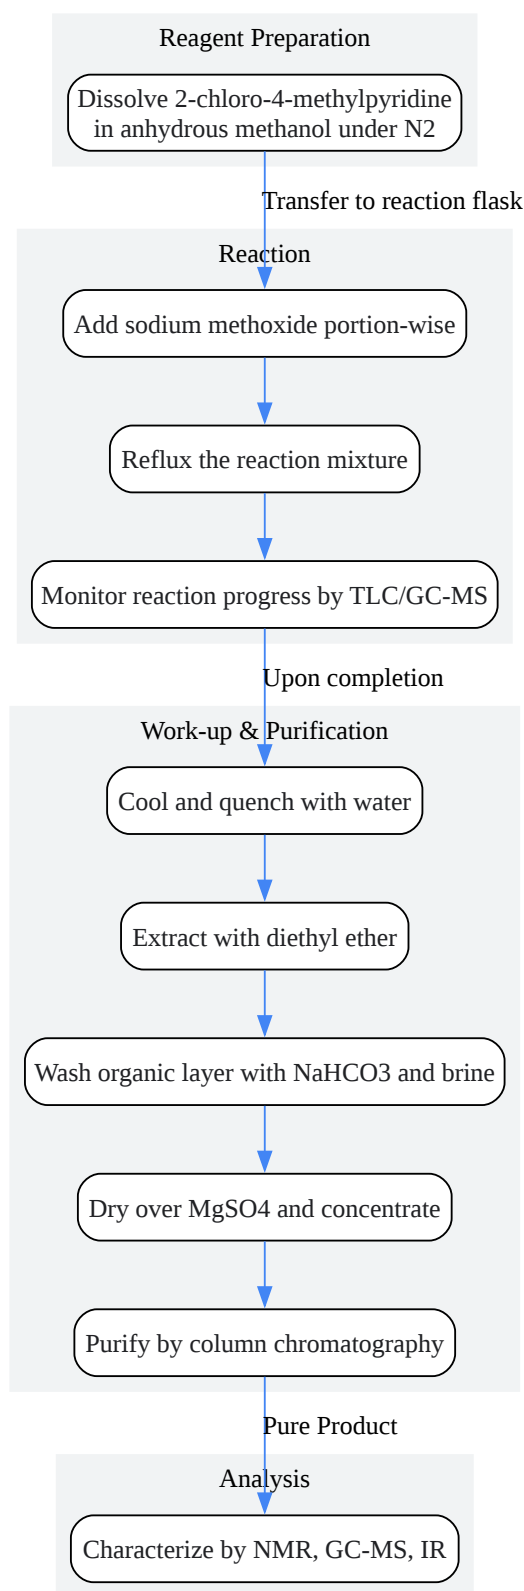 Reagent Preparation
Dissolve 2-chloro-4-methylpyridine
in anhydrous methanol under N2
Transfer to reaction flask
Reaction
Add sodium methoxide portion-wise
Reflux the reaction mixture
Monitor reaction progress by TLC/GC-MS
Upon completion
Work-up & Purification
Cool and quench with water
Extract with diethyl ether
Wash organic layer with NaHCO3 and brine
Dry over MgSO4 and concentrate
Purify by column chromatography
Pure Product
Analysis
Characterize by NMR, GC-MS, IR